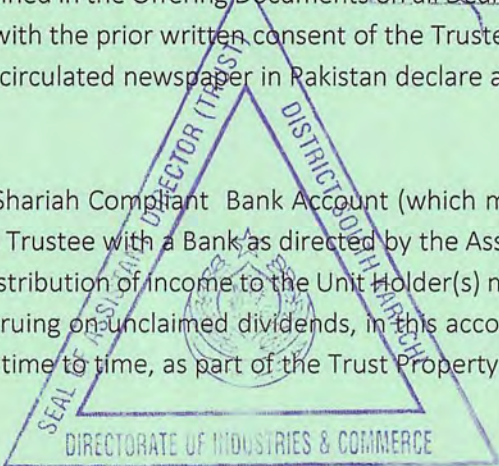 ined in the Offering Documents on all Deal
with the prior written consent of the Truste
circulated newspaper in Pakistan declare a
Shariah Compliant Bank Account (which m
Trustee with a Bank as directed by the Ass
stribution of income to the Unit Holder(s) n
ruing on unclaimed dividends, in this acco
time to time, as part of the Trust Property
SEAL OF ASSISTANT DIRECTOR (TRUST)
DISTRICT SOUTH KARACHI
DIRECTORATE OF INDUSTRIES & COMMERCE